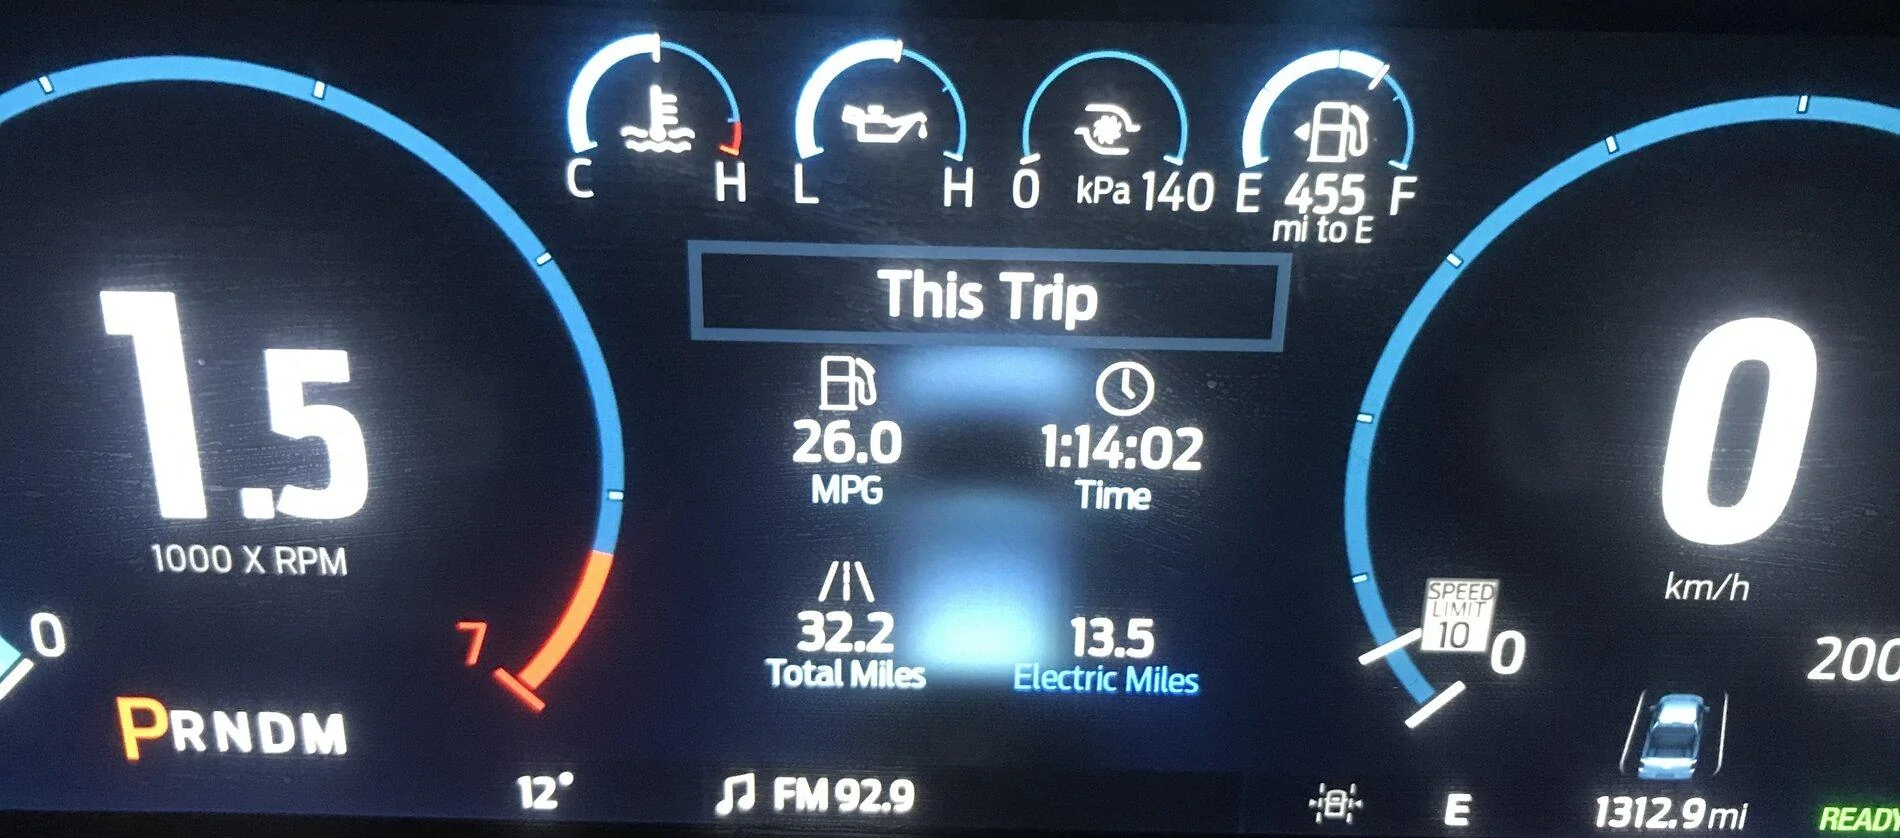 C H L H 0 kPa 140 E 455 F
mi to E
This Trip
1.5
1000 X RPM
0
7
PRNDM
12°
26.0
MPG
1:14:02
Time
32.2
Total Miles
13.5
Electric Miles
FM 92.9
0
km/h
SPEED
LIMIT
10
0
200
E
1312.9 mi
READY